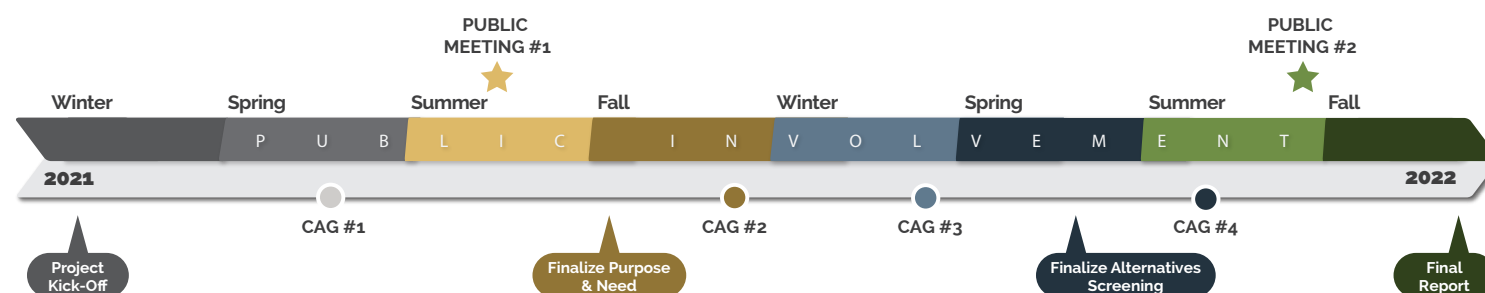 PUBLIC
MEETING #1
PUBLIC
MEETING #2
Winter
Spring
Summer
Fall
Winter
Spring
Summer
Fall
P U B L I C I N V O L V E M E N T
2021
2022
CAG #1
CAG #2
CAG #3
CAG #4
Project
Kick-Off
Finalize Purpose
& Need
Finalize Alternatives
Screening
Final
Report